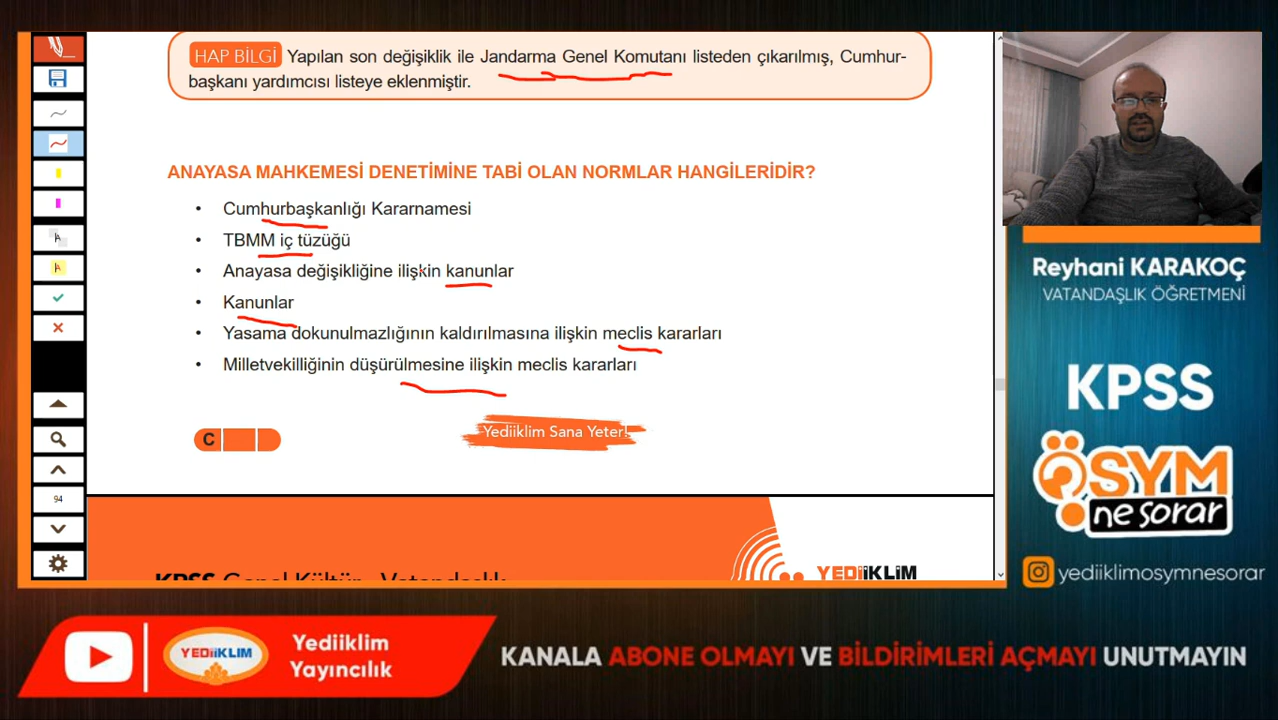 HAP BİLGİ Yapılan son değişiklik ile Jandarma Genel Komutanı listeden çıkarılmış, Cumhur-
başkanı yardımcısı listeye eklenmiştir.
ANAYASA MAHKEMESİ DENETİMİNE TABİ OLAN NORMLAR HANGİLERİDİR?
• Cumhurbaşkanlığı Kararnamesi
• TBMM iç tüzüğü
• Anayasa değişikliğine ilişkin kanunlar
• Kanunlar
• Yasama dokunulmazlığının kaldırılmasına ilişkin meclis kararları
• Milletvekilliğinin düşürülmesine ilişkin meclis kararları
C
Yediiklim Sana Yeter!
94
KPSS Genel Kültür - Vatandaşlık
YEDİİKLİM
Reyhani KARAKOÇ
VATANDAŞLIK ÖĞRETMENİ
KPSS
ÖSYM
ne sorar
yediiklimosymnesorar
YEDİİKLİM
Yediiklim
Yayıncılık
KANALA ABONE OLMAYI VE BİLDİRİMLERİ AÇMAYI UNUTMAYIN